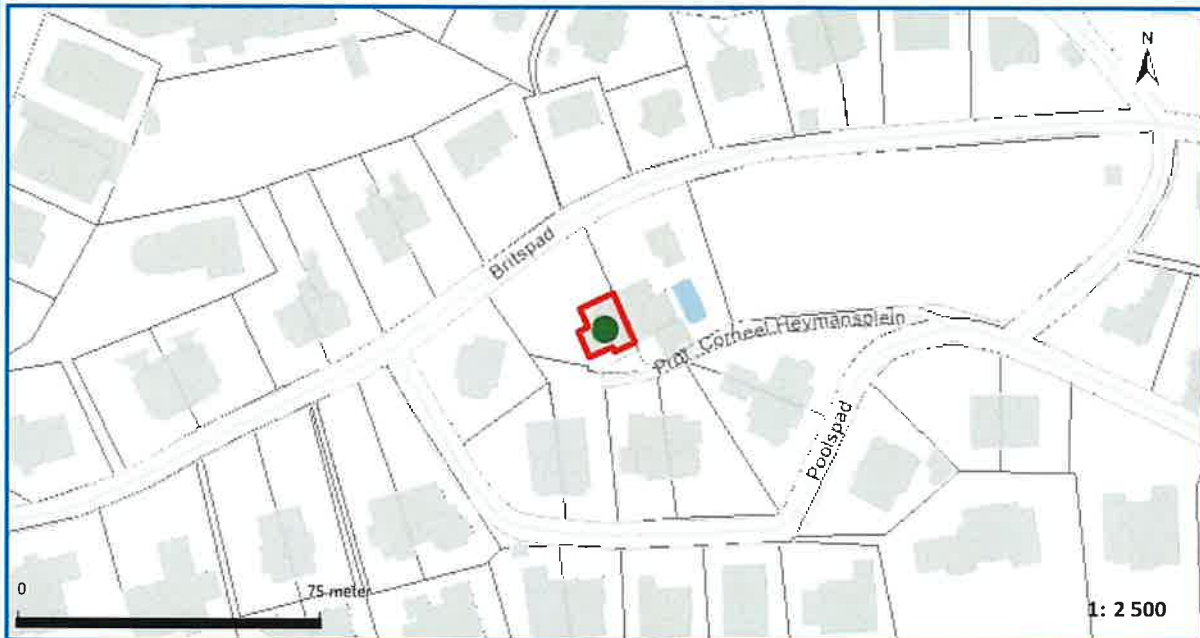 N
Britspad
Prof. Corneel Heymansplein
Poolspad
0
75 meter
1: 2 500